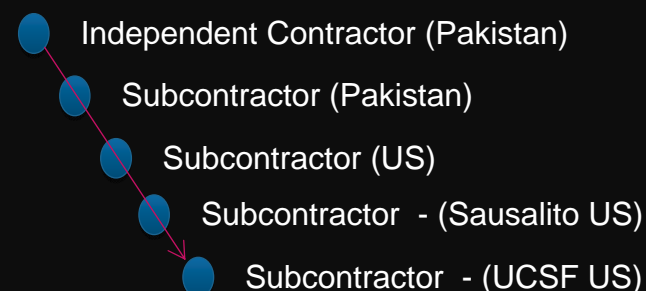 Independent Contractor (Pakistan)
Subcontractor (Pakistan)
Subcontractor (US)
Subcontractor  - (Sausalito US)
Subcontractor  - (UCSF US)